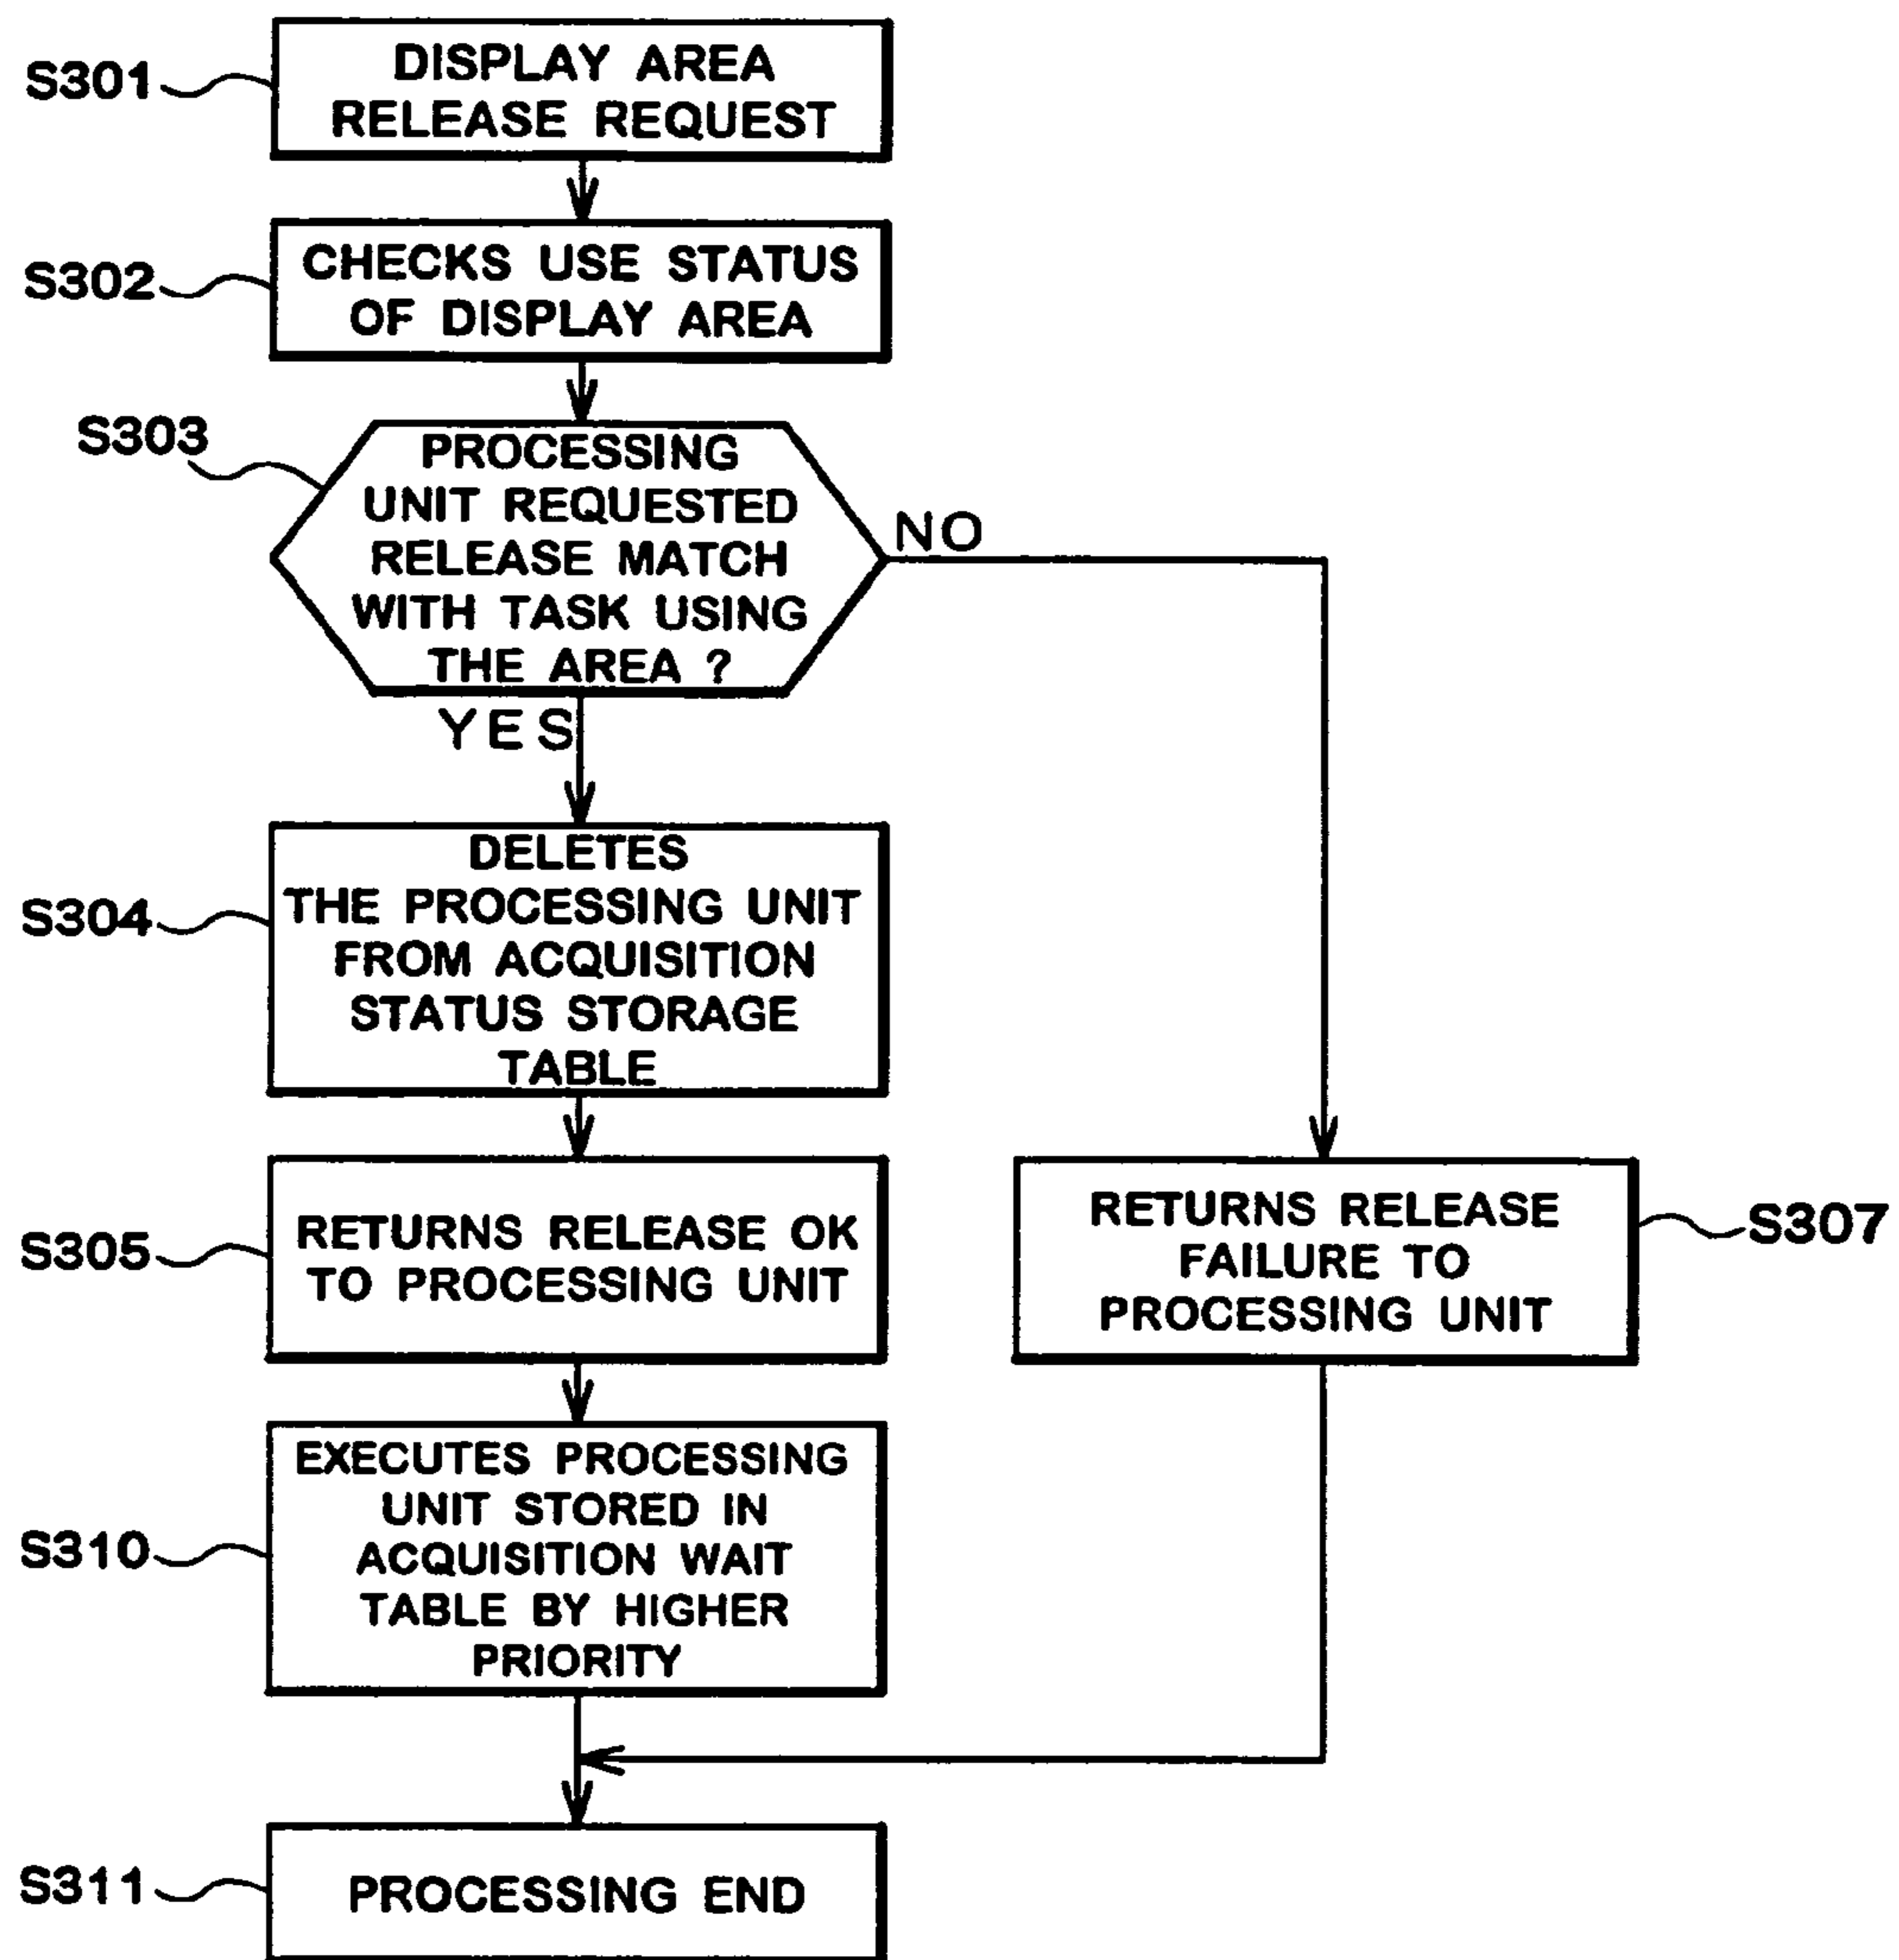 S301
DISPLAY AREA
RELEASE REQUEST
S302
CHECKS USE STATUS
OF DISPLAY AREA
S303
PROCESSING
UNIT REQUESTED
RELEASE MATCH
WITH TASK USING
THE AREA ?
NO
YES
S304
DELETES
THE PROCESSING UNIT
FROM ACQUISITION
STATUS STORAGE
TABLE
S305
RETURNS RELEASE OK
TO PROCESSING UNIT
RETURNS RELEASE
FAILURE TO
PROCESSING UNIT
S307
S310
EXECUTES PROCESSING
UNIT STORED IN
ACQUISITION WAIT
TABLE BY HIGHER
PRIORITY
S311
PROCESSING END